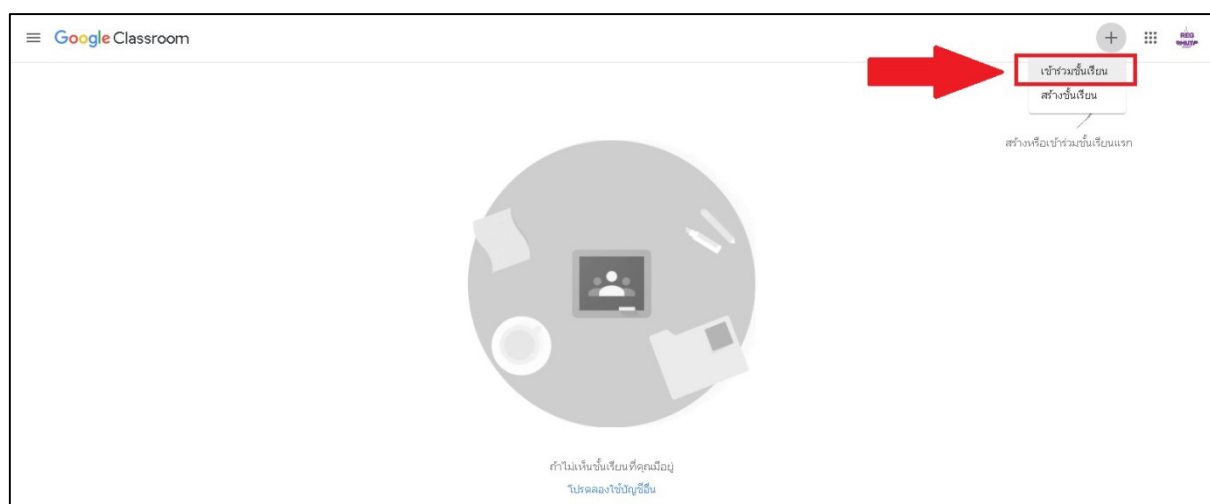 Google Classroom
REG
RMUTP
เข้าร่วมชั้นเรียน
สร้างชั้นเรียน
สร้างหรือเข้าร่วมชั้นเรียนแรก
ถ้าไม่เห็นชั้นเรียนที่คุณมีอยู่
โปรดลองใช้บัญชีอื่น